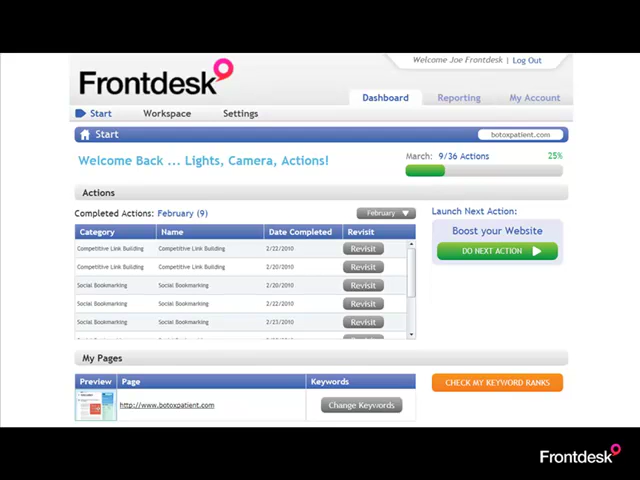 Welcome Joe Frontdesk | Log Out
Frontdesk
Dashboard Reporting My Account
Start Workspace Settings
Start botoxpatient.com
Welcome Back ... Lights, Camera, Actions!
March: 9/36 Actions 25%
Actions
Completed Actions: February (9) February
Launch Next Action:
Boost your Website
DO NEXT ACTION
Category Name Date Completed Revisit
Competitive Link Building Competitive Link Building 2/22/2010 Revisit
Competitive Link Building Competitive Link Building 2/20/2010 Revisit
Social Bookmarking Social Bookmarking 2/20/2010 Revisit
Social Bookmarking Social Bookmarking 2/22/2010 Revisit
Social Bookmarking Social Bookmarking 2/23/2010 Revisit
My Pages
Preview Page Keywords
http://www.botoxpatient.com Change Keywords
CHECK MY KEYWORD RANKS
Frontdesk